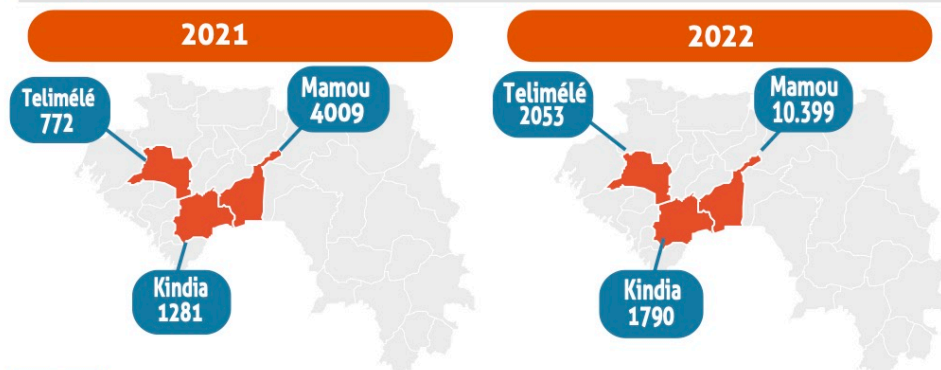 2021
Telimélé
772
Mamou
4009
Kindia
1281
2022
Telimélé
2053
Mamou
10.399
Kindia
1790